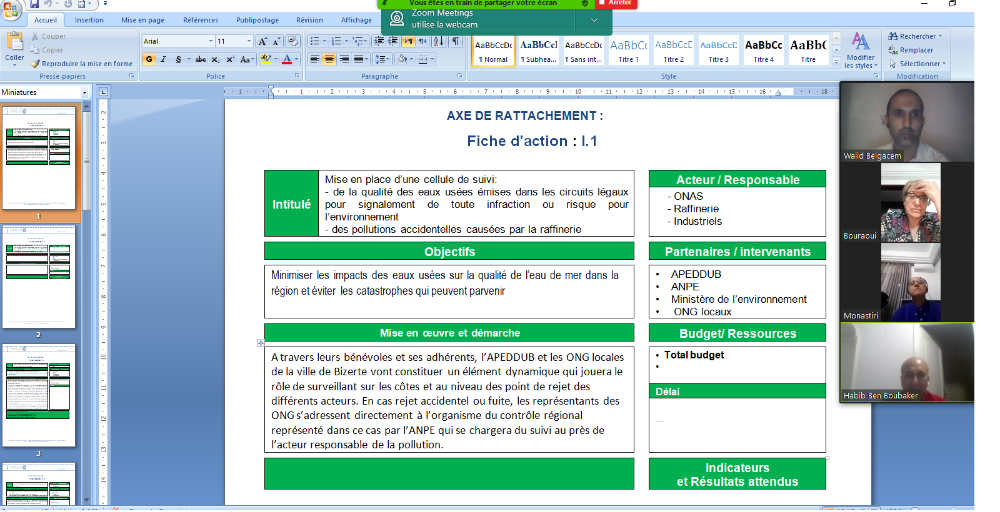 Vous êtes en train de partager votre écran
Arrêter
Zoom Meetings
utilise la webcam
Accueil
Insertion
Mise en page
Références
Publipostage
Révision
Affichage
Coller
Couper
Copier
Reproduire la mise en forme
Presse-papiers
Arial
11
G I S abc X₂ X² Aa
Police
Paragraphe
AaBbCcDc
¶ Normal
AaBbCcI
¶ Subhea...
AaBbCcDc
¶ Sans int...
AaBbCc
Titre 1
AaBbCcE
Titre 2
AaBbCcD
Titre 3
AaBbCc
Titre 4
AaBbC
Titre
Style
Modifier
les styles
Rechercher
Remplacer
Sélectionner
Modification
Miniatures
1
2
3
AXE DE RATTACHEMENT :
Fiche d'action : I.1
Intitulé
Mise en place d’une cellule de suivi:
- de la qualité des eaux usées émises dans les circuits légaux
pour signalement de toute infraction ou risque pour
l’environnement
- des pollutions accidentelles causées par la raffinerie
Acteur / Responsable
- ONAS
- Raffinerie
- Industriels
Objectifs
Minimiser les impacts des eaux usées sur la qualité de l’eau de mer dans la
région et éviter les catastrophes qui peuvent parvenir
Partenaires / intervenants
• APEDDUB
• ANPE
• Ministère de l’environnement
• ONG locaux
Mise en œuvre et démarche
A travers leurs bénévoles et ses adhérents, l’APEDDUB et les ONG locales
de la ville de Bizerte vont constituer un élément dynamique qui jouera le
rôle de surveillant sur les côtes et au niveau des point de rejet des
différents acteurs. En cas rejet accidentel ou fuite, les représentants des
ONG s’adressent directement à l’organisme du contrôle régional
représenté dans ce cas par l’ANPE qui se chargera du suivi au près de
l’acteur responsable de la pollution.
Budget/ Ressources
• Total budget
•
Délai
...
Indicateurs
et Résultats attendus
Walid Belgacem
Bouraoui
Monastiri
Habib Ben Boubaker